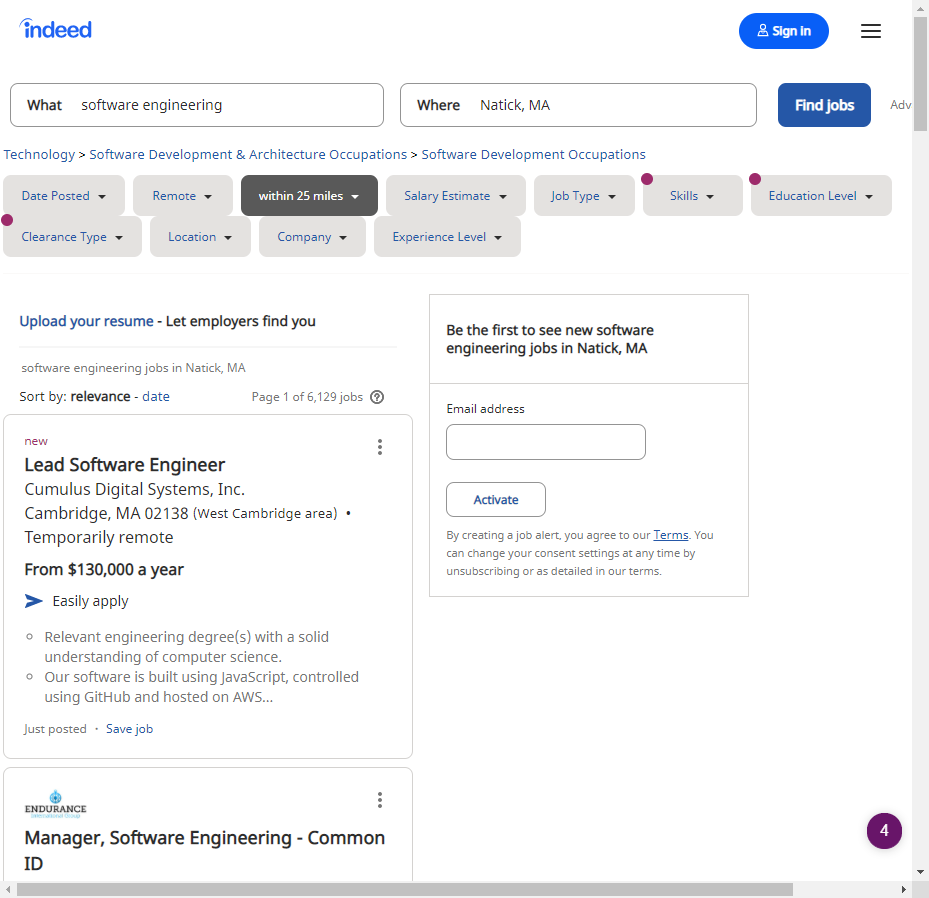 indeed
Sign in
What software engineering
Where Natick, MA
Find jobs
Adv
Technology > Software Development & Architecture Occupations > Software Development Occupations
Date Posted
Remote
within 25 miles
Salary Estimate
Job Type
Skills
Education Level
Clearance Type
Location
Company
Experience Level
Upload your resume - Let employers find you
software engineering jobs in Natick, MA
Sort by: relevance - date
Page 1 of 6,129 jobs
new
Lead Software Engineer
Cumulus Digital Systems, Inc.
Cambridge, MA 02138 (West Cambridge area) •
Temporarily remote
From $130,000 a year
Easily apply
Relevant engineering degree(s) with a solid
understanding of computer science.
Our software is built using JavaScript, controlled
using GitHub and hosted on AWS...
Just posted · Save job
ENDURANCE
International Group
Manager, Software Engineering - Common
ID
Be the first to see new software
engineering jobs in Natick, MA
Email address
Activate
By creating a job alert, you agree to our Terms. You
can change your consent settings at any time by
unsubscribing or as detailed in our terms.
4